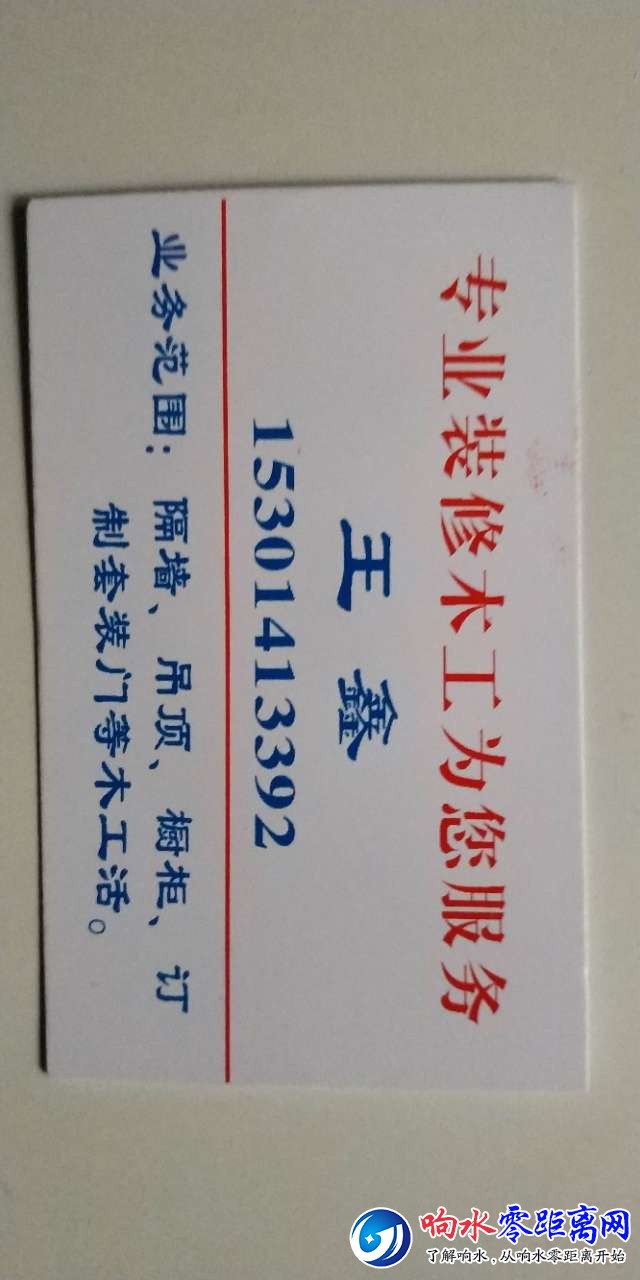 专业装修木工为您服务
王鑫
15301413392
业务范围：隔墙、吊顶、橱柜、订
制套装门等木工活。
响水零距离网
了解响水，从响水零距离开始